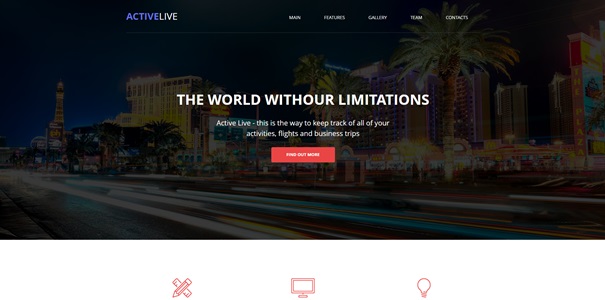 ACTIVELIVE MAIN FEATURES GALLERY TEAM CONTACTS
THE WORLD WITHOUR LIMITATIONS
Active Live - this is the way to keep track of all of your
activities, flights and business trips
FIND OUT MORE